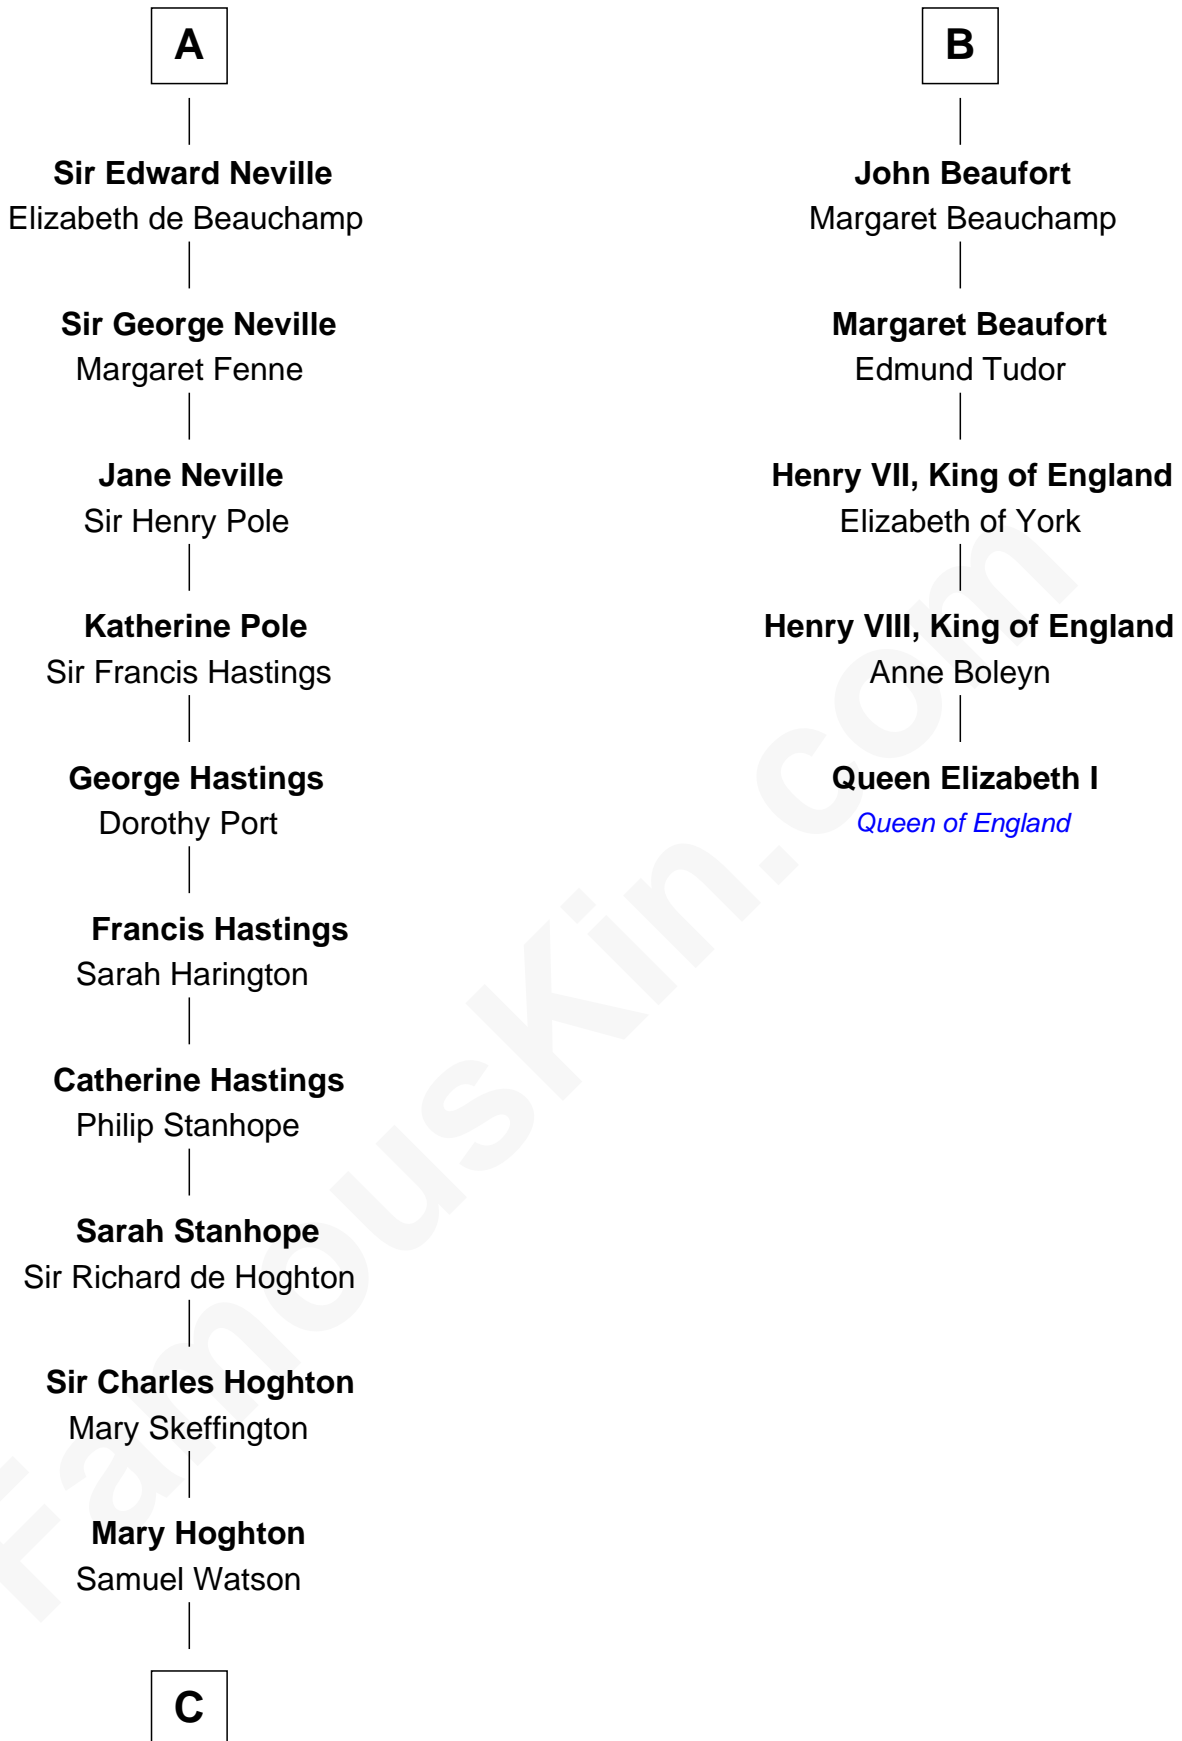 A
Sir Edward Neville
Elizabeth de Beauchamp
Sir George Neville
Margaret Fenne
Jane Neville
Sir Henry Pole
Katherine Pole
Sir Francis Hastings
George Hastings
Dorothy Port
Francis Hastings
Sarah Harington
Catherine Hastings
Philip Stanhope
Sarah Stanhope
Sir Richard de Hoghton
Sir Charles Hoghton
Mary Skeffington
Mary Hoghton
Samuel Watson
C
B
John Beaufort
Margaret Beauchamp
Margaret Beaufort
Edmund Tudor
Henry VII, King of England
Elizabeth of York
Henry VIII, King of England
Anne Boleyn
Queen Elizabeth I
Queen of England
FamousKin.com